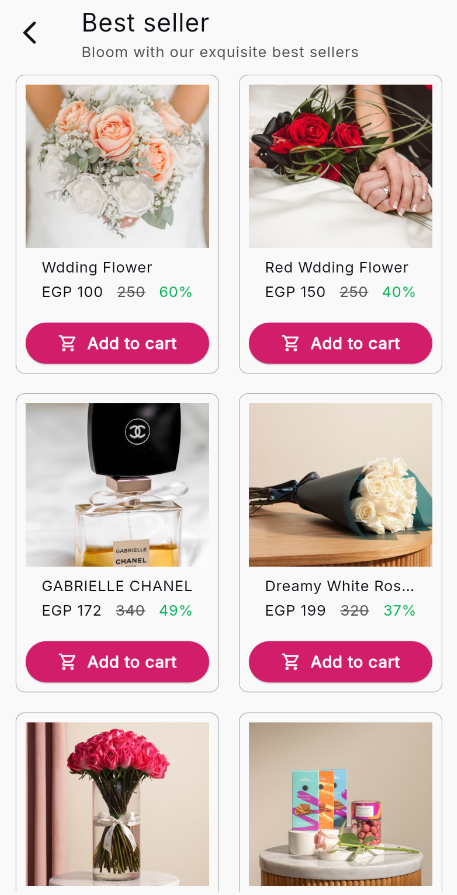 Best seller
Bloom with our exquisite best sellers
Wdding Flower
EGP 100 250 60%
Add to cart
Red Wdding Flower
EGP 150 250 40%
Add to cart
GABRIELLE
CHANEL
GABRIELLE CHANEL
EGP 172 340 49%
Add to cart
Dreamy White Ros...
EGP 199 320 37%
Add to cart